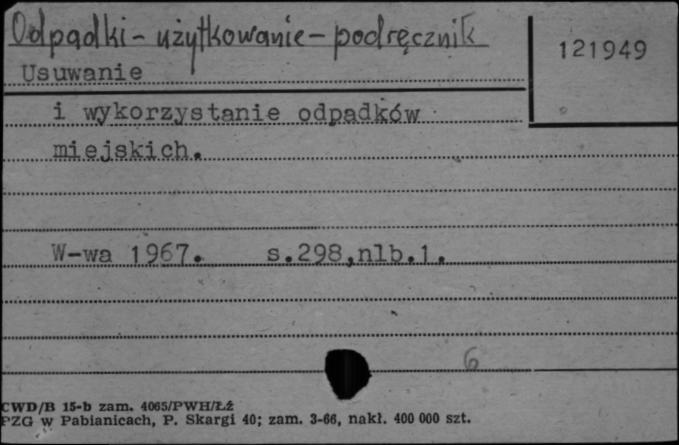 Odpadki - użytkowanie - podręcznik
121949
Usuwanie
i wykorzystanie odpadków
miejskich.
W-wa 1967. s.298,nlb.1.
6
CWD/B 15-b zam. 4065/PWH/Łź
PZG w Pabianicach, P. Skargi 40; zam. 3-66, nakł. 400 000 szt.